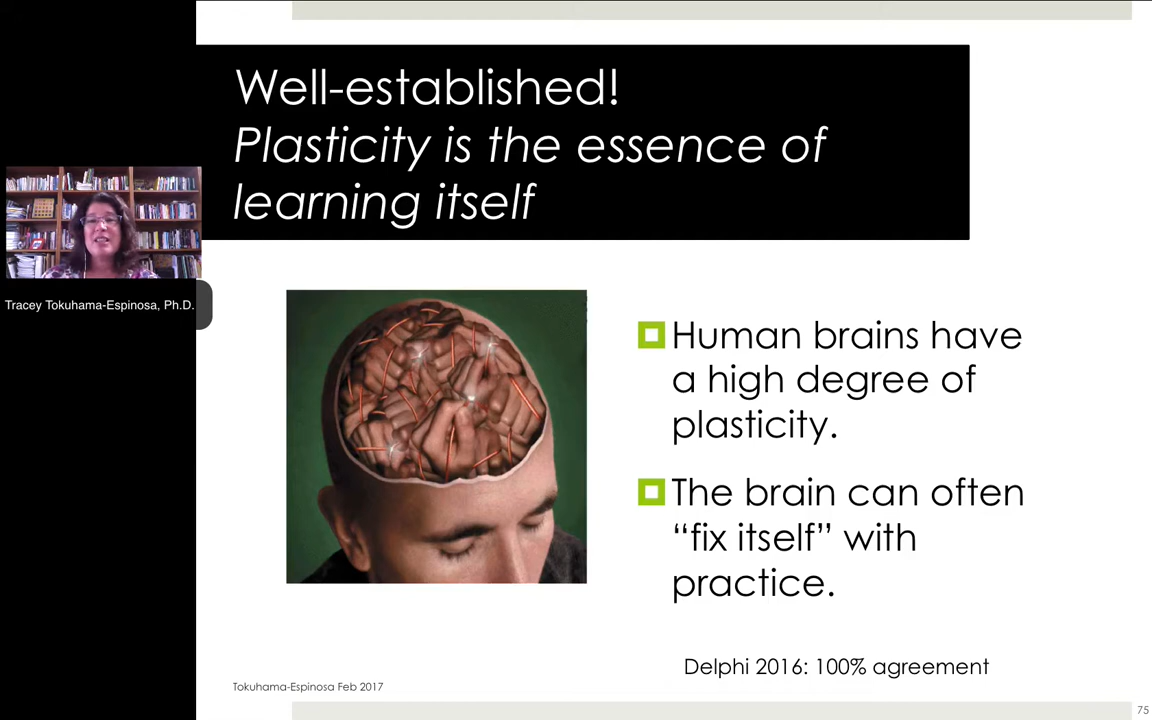 Well-established!
Plasticity is the essence of
learning itself
Tracey Tokuhama-Espinosa, Ph.D.
Human brains have
a high degree of
plasticity.
The brain can often
“fix itself” with
practice.
Delphi 2016: 100% agreement
Tokuhama-Espinosa Feb 2017
75